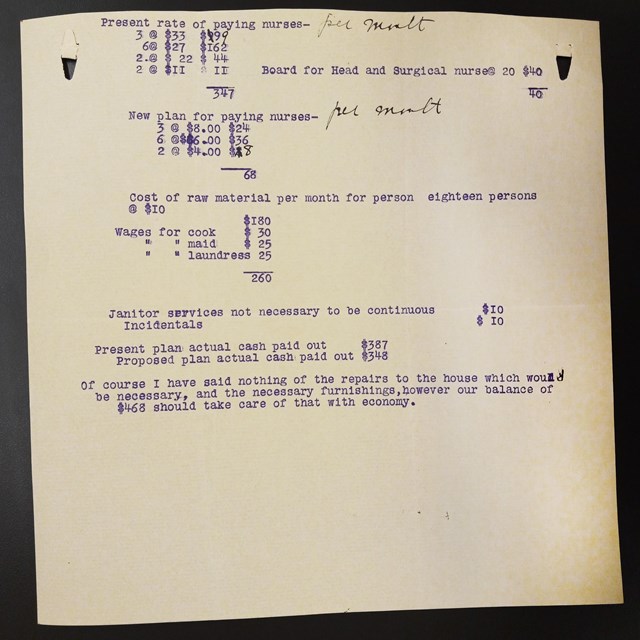 Present rate of paying nurses- per month
3 @ $33 $99
6@ $27 $162
2.@ $ 22 $ 44
2 @ $II $ II Board for Head and Surgical nurse@ 20 $40
347 40
New plan for paying nurses- per month
3 @ $8.00 $24
6 @ $6.00 $36
2 @ $4.00 $8
68
Cost of raw material per month for person eighteen persons
@ $IO
$I80
Wages for cook $ 30
" " maid $ 25
" " laundress 25
260
Janitor services not necessary to be continuous $IO
Incidentals $ IO
Present plan actual cash paid out $387
Proposed plan actual cash paid out $348
Of course I have said nothing of the repairs to the house which would
be necessary, and the necessary furnishings,however our balance of
$468 should take care of that with economy.